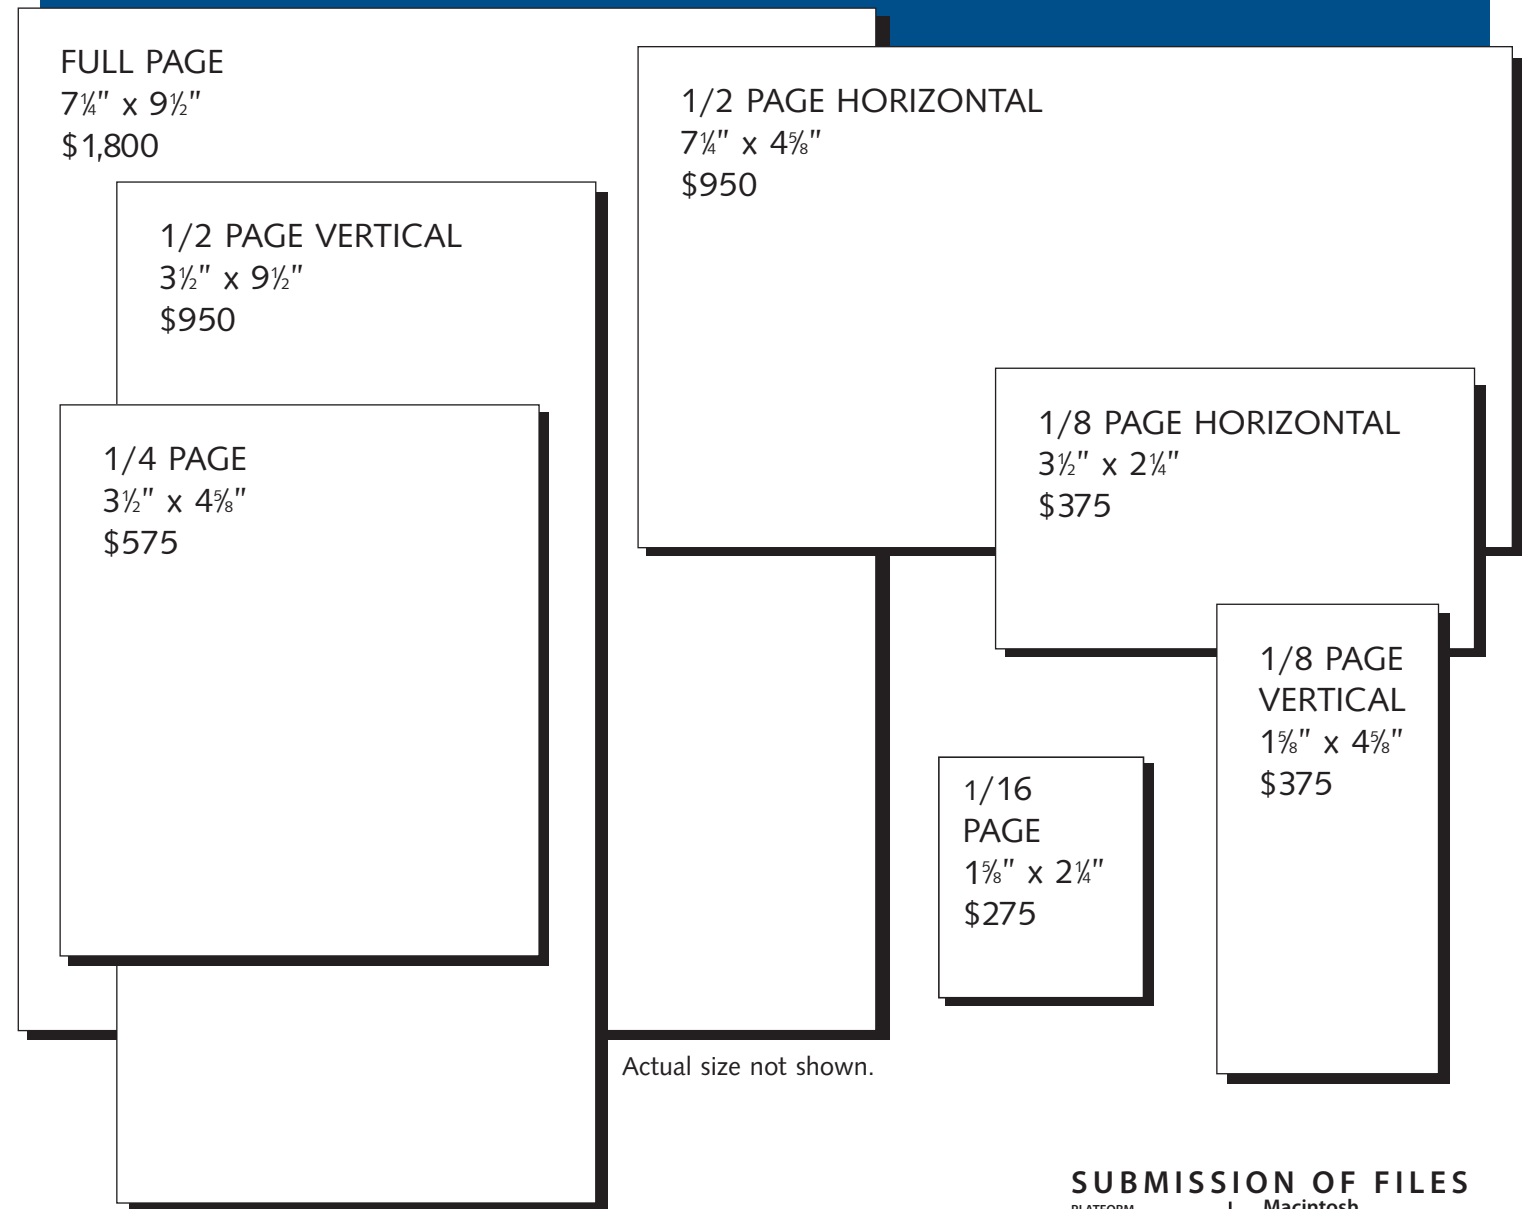 FULL PAGE
7¼" x 9½"
$1,800
1/2 PAGE HORIZONTAL
7¼" x 4⅝"
$950
1/2 PAGE VERTICAL
3½" x 9½"
$950
1/4 PAGE
3½" x 4⅝"
$575
1/8 PAGE HORIZONTAL
3½" x 2¼"
$375
1/8 PAGE
VERTICAL
1⅝" x 4⅝"
$375
1/16
PAGE
1⅝" x 2¼"
$275
Actual size not shown.
SUBMISSION OF FILES
PLATFORM Macintosh